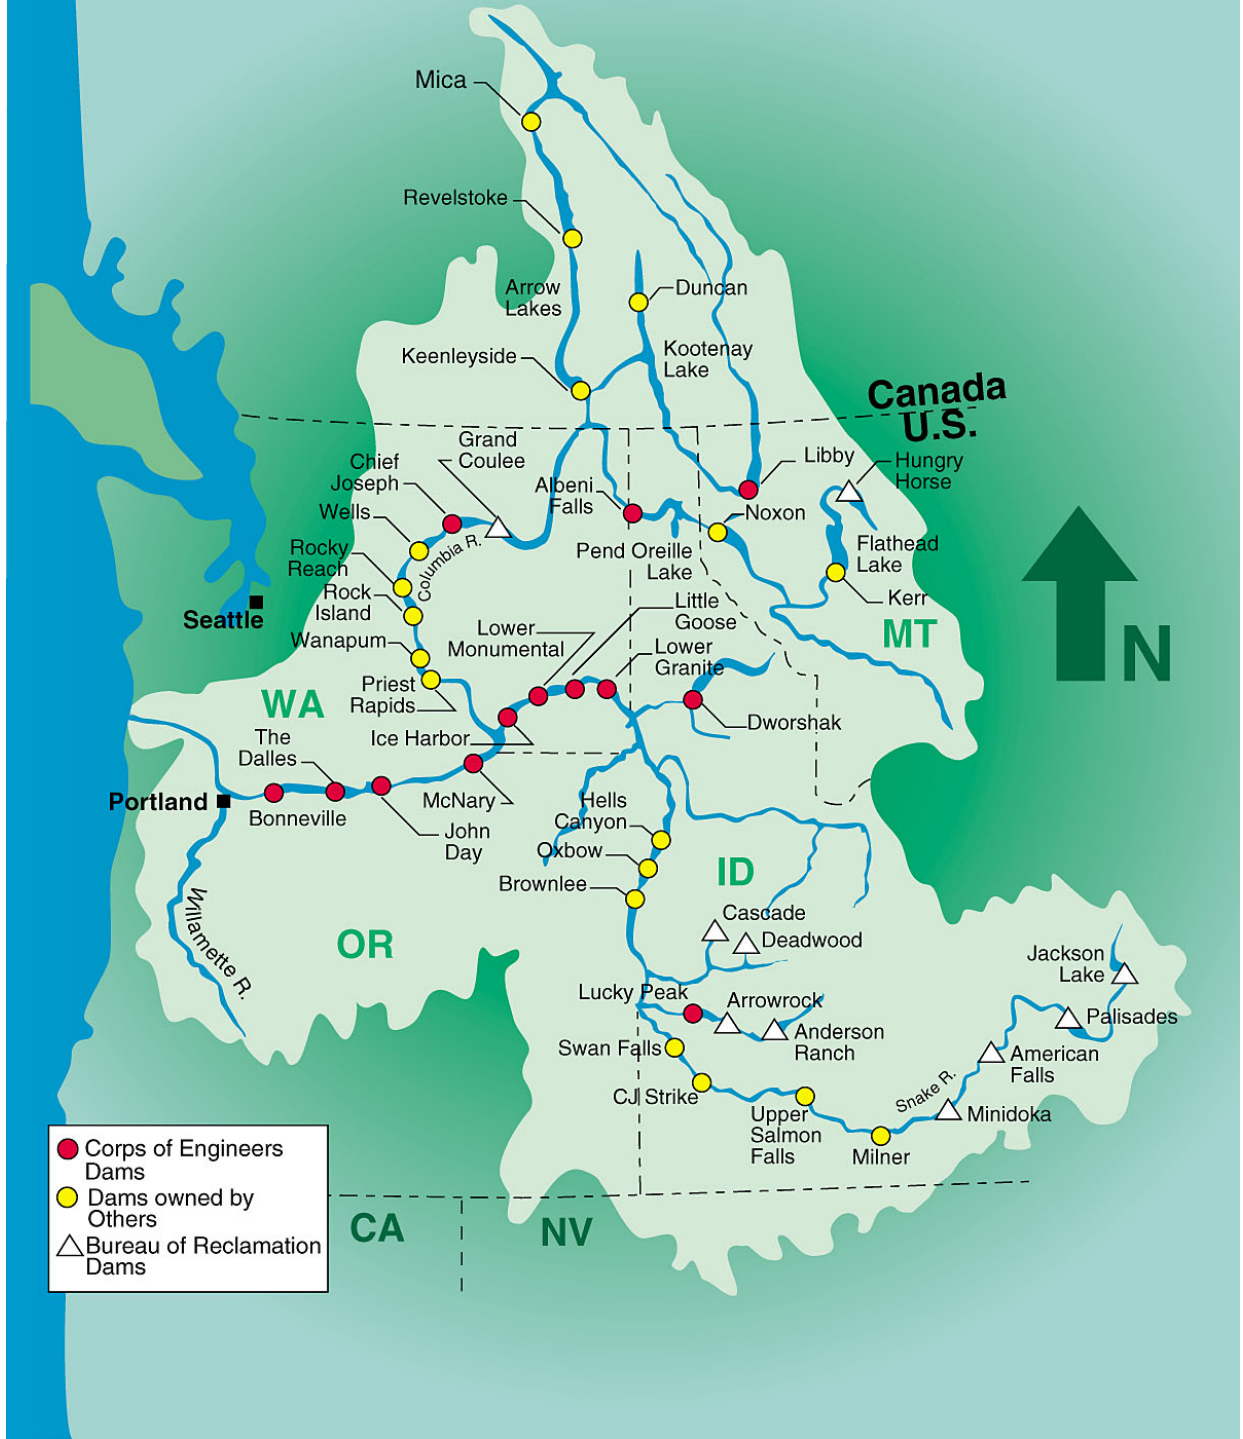 Mica
Revelstoke
Arrow
Lakes
Duncan
Keenleyside
Kootenay
Lake
Canada
U.S.
Grand
Coulee
Chief
Joseph
Libby
Hungry
Horse
Albeni
Falls
Wells
Noxon
Columbia R.
Rocky
Reach
Pend Oreille
Lake
Flathead
Lake
Rock
Island
Kerr
Seattle
Little
Goose
Wanapum
Lower
Monumental
Lower
Granite
MT
N
Priest
Rapids
WA
Ice Harbor
Dworshak
The
Dalles
Portland
Bonneville
McNary
John
Day
Hells
Canyon
Oxbow
Brownlee
ID
Willamette R.
OR
Cascade
Deadwood
Jackson
Lake
Lucky Peak
Arrowrock
Anderson
Ranch
Palisades
Swan Falls
American
Falls
CJ Strike
Snake R.
Upper
Salmon
Falls
Minidoka
Milner
Corps of Engineers
Dams
Dams owned by
Others
Bureau of Reclamation
Dams
CA
NV